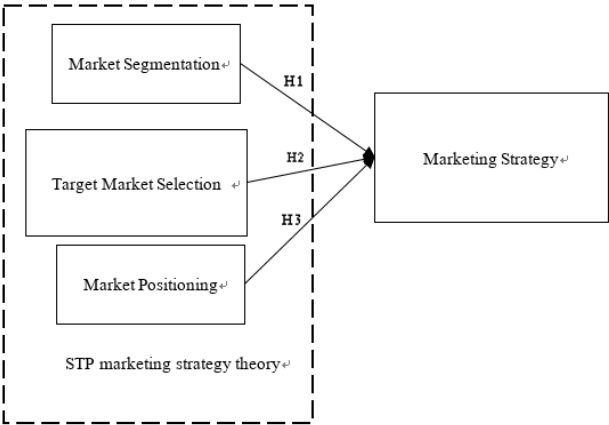 Market Segmentation
H1
Target Market Selection
H2
Marketing Strategy
H3
Market Positioning
STP marketing strategy theory